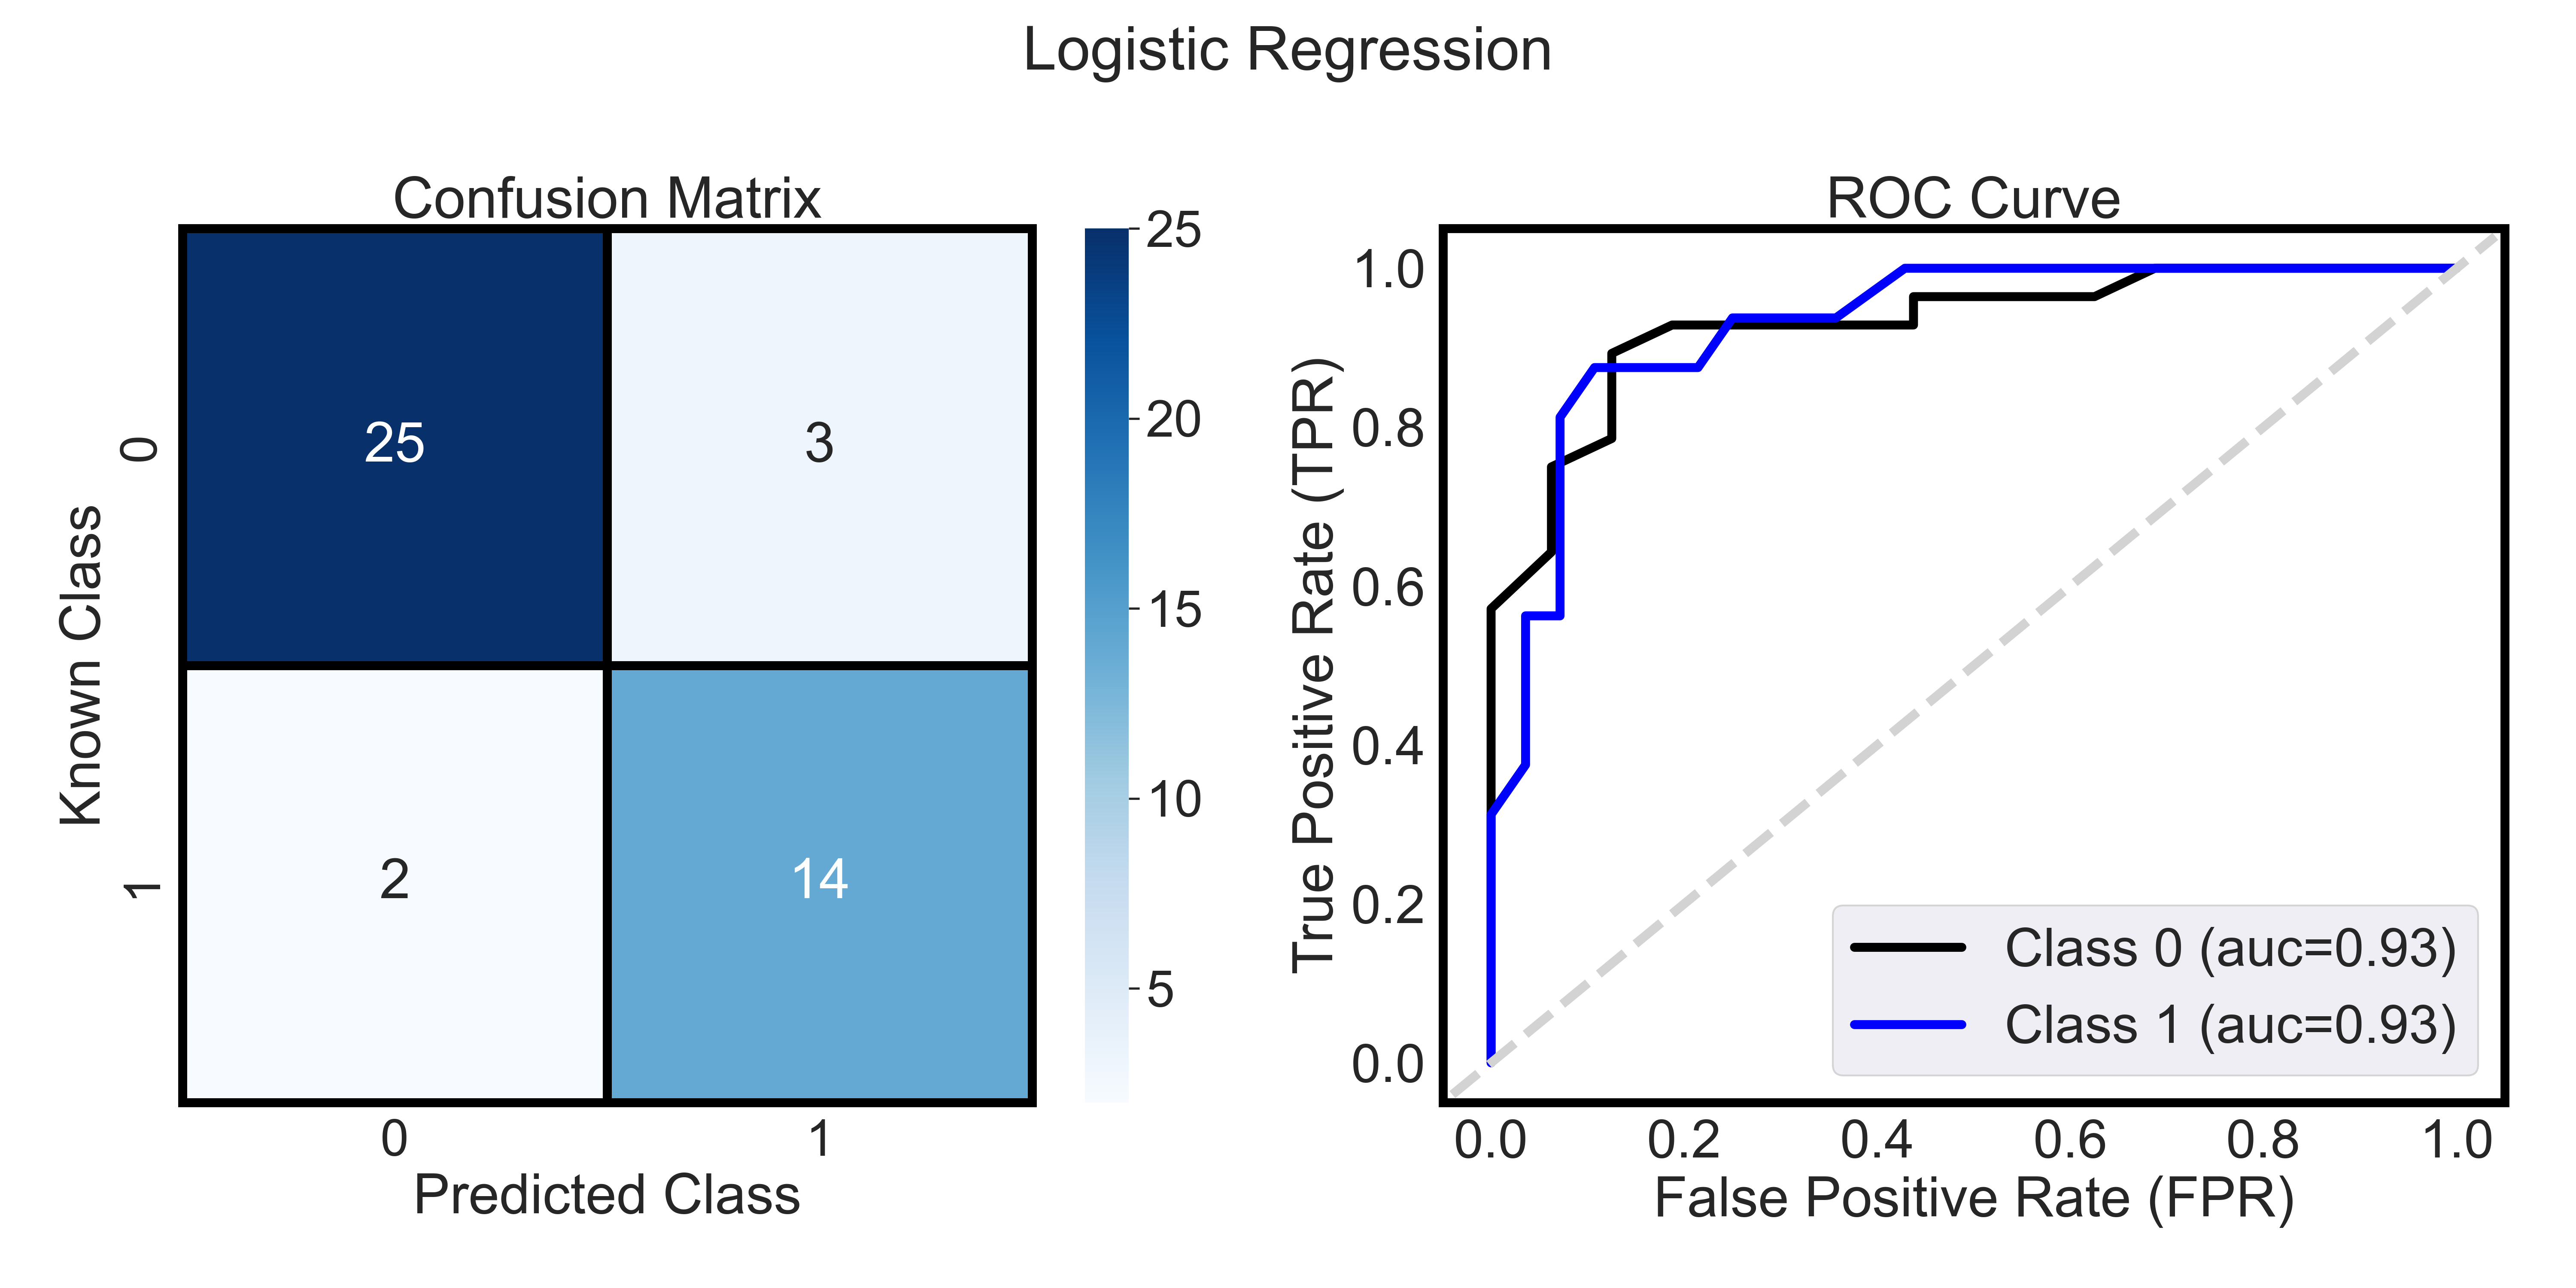 Logistic Regression
Confusion Matrix
Known Class
0
1
25
3
2
14
0
1
Predicted Class
25
20
15
10
5
ROC Curve
True Positive Rate (TPR)
1.0
0.8
0.6
0.4
0.2
0.0
0.0 0.2 0.4 0.6 0.8 1.0
False Positive Rate (FPR)
Class 0 (auc=0.93)
Class 1 (auc=0.93)